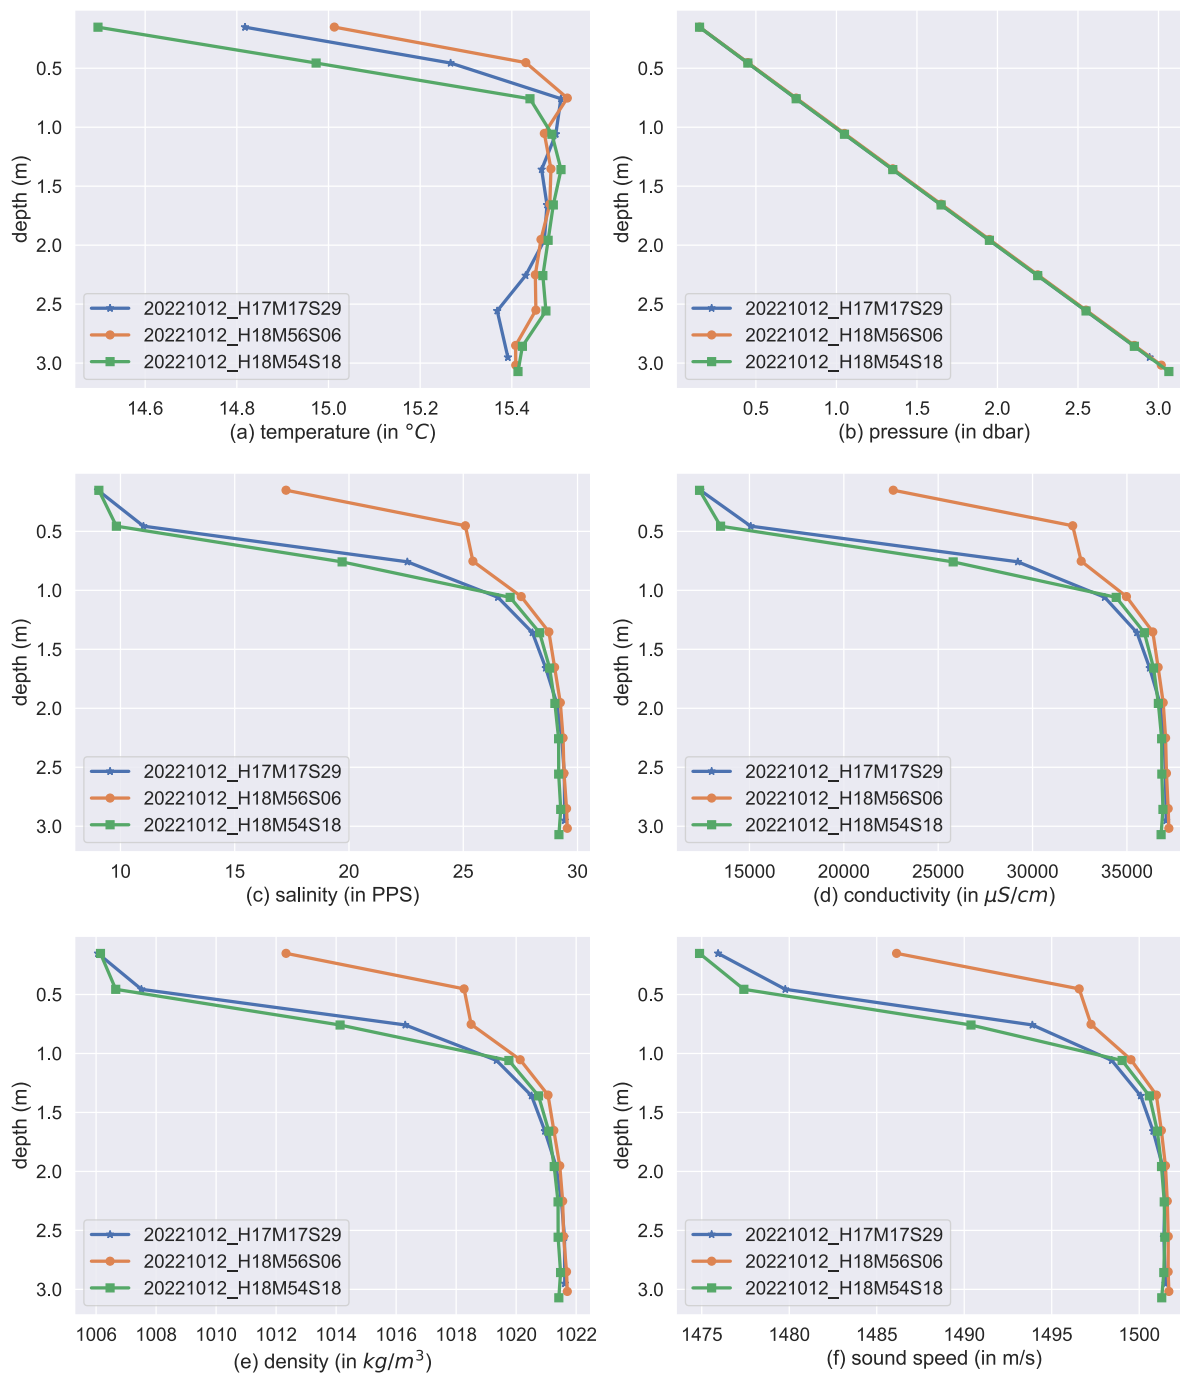 0.5
1.0
1.5
2.0
2.5
3.0
depth (m)
20221012_H17M17S29
20221012_H18M56S06
20221012_H18M54S18
14.6 14.8 15.0 15.2 15.4
(a) temperature (in °C)
0.5
1.0
1.5
2.0
2.5
3.0
depth (m)
20221012_H17M17S29
20221012_H18M56S06
20221012_H18M54S18
0.5 1.0 1.5 2.0 2.5 3.0
(b) pressure (in dbar)
0.5
1.0
1.5
2.0
2.5
3.0
depth (m)
20221012_H17M17S29
20221012_H18M56S06
20221012_H18M54S18
10 15 20 25 30
(c) salinity (in PPS)
0.5
1.0
1.5
2.0
2.5
3.0
depth (m)
20221012_H17M17S29
20221012_H18M56S06
20221012_H18M54S18
15000 20000 25000 30000 35000
(d) conductivity (in μS/cm)
0.5
1.0
1.5
2.0
2.5
3.0
depth (m)
20221012_H17M17S29
20221012_H18M56S06
20221012_H18M54S18
1006 1008 1010 1012 1014 1016 1018 1020 1022
(e) density (in kg/m³)
0.5
1.0
1.5
2.0
2.5
3.0
depth (m)
20221012_H17M17S29
20221012_H18M56S06
20221012_H18M54S18
1475 1480 1485 1490 1495 1500
(f) sound speed (in m/s)